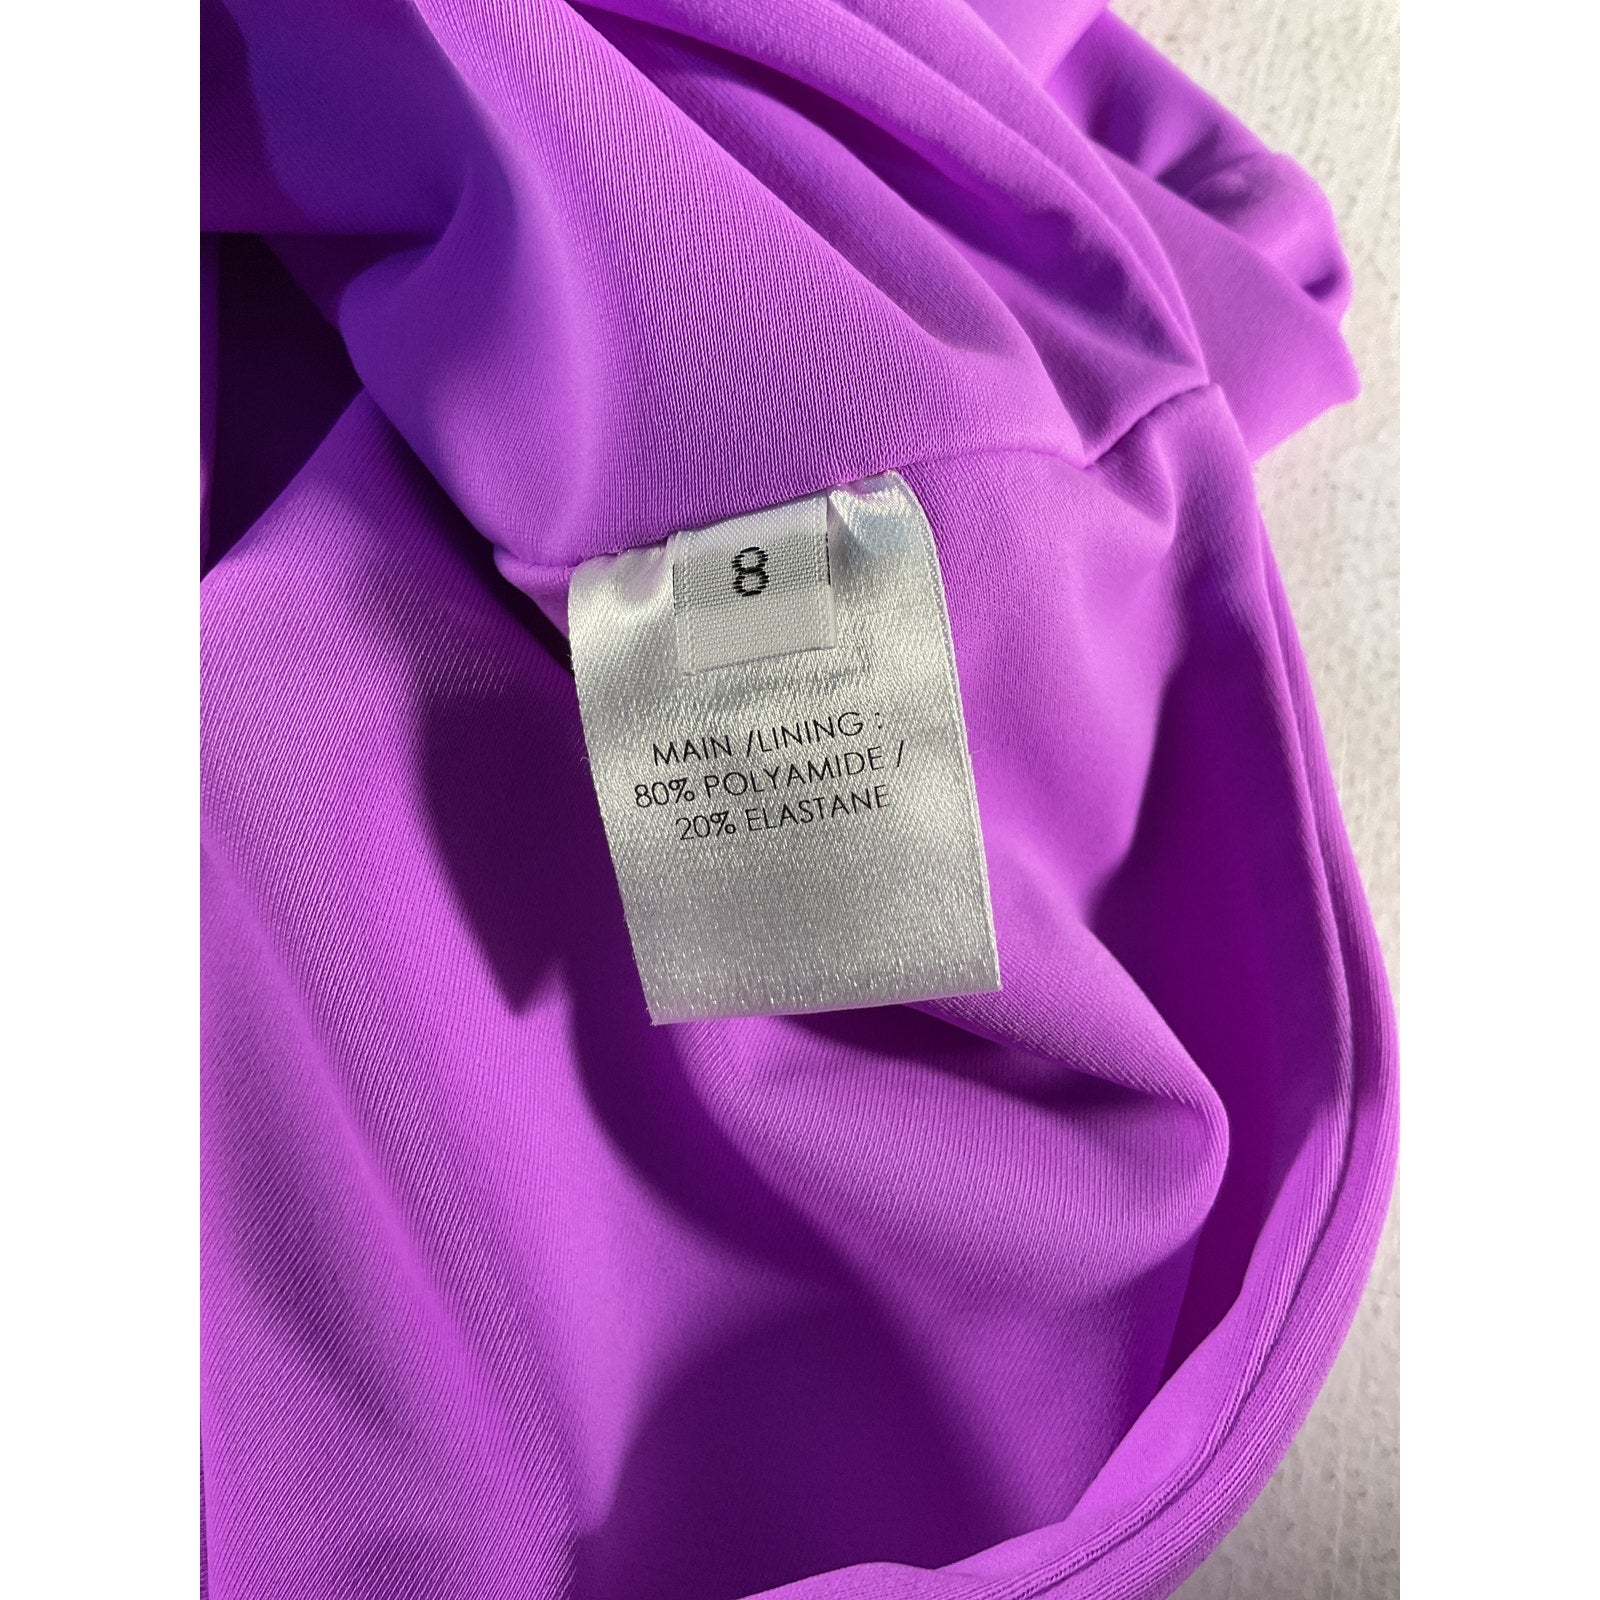 8
MAIN /LINING :
80% POLYAMIDE /
20% ELASTANE